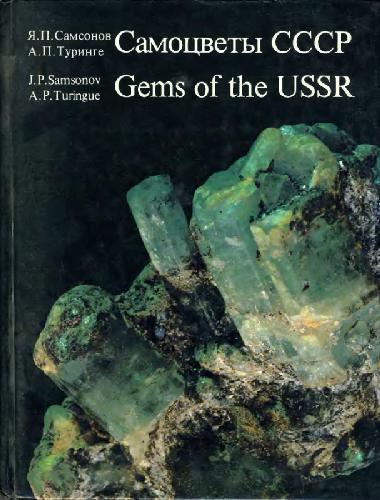 Я.П.Самсонов
А.П.Туринге
Самоцветы СССР
J.P.Samsonov
A.P.Turingue
Gems of the USSR